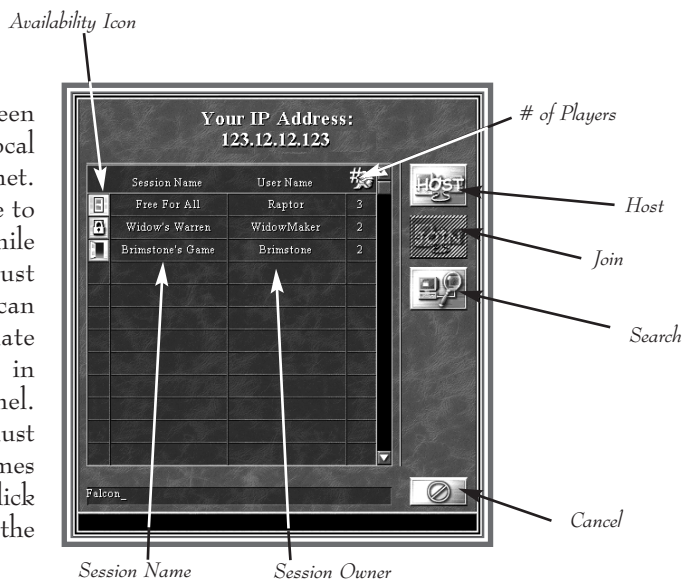 Availability Icon
een
ocal
net.
e to
hile
ust
can
ate
in
nel.
ust
mes
lick
the
Your IP Address:
123.12.12.123
# of Players
Session Name User Name #
Free For All Raptor 3
Widow's Warren WidowMaker 2
Brimstone's Game Brimstone 2
HOST
JOIN
Host
Join
Search
Falcon_
Cancel
Session Name Session Owner